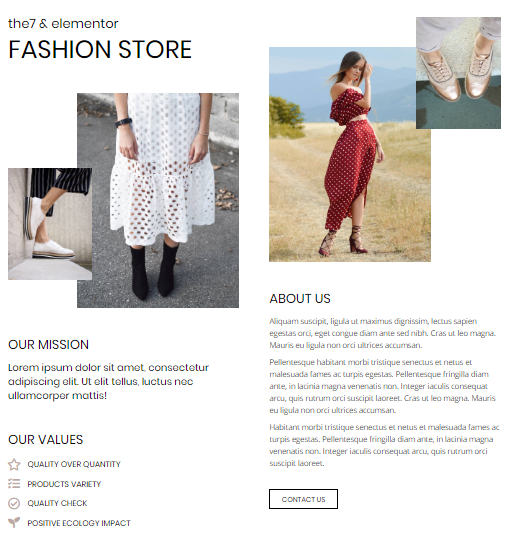 the7 & elementor
FASHION STORE
OUR MISSION
Lorem ipsum dolor sit amet, consectetur
adipiscing elit. Ut elit tellus, luctus nec
ullamcorper mattis!
OUR VALUES
QUALITY OVER QUANTITY
PRODUCTS VARIETY
QUALITY CHECK
POSITIVE ECOLOGY IMPACT
ABOUT US
Aliquam suscipit, ligula ut maximus dignissim, lectus sapien
egestas orci, eget congue diam ante sed nibh. Cras ut leo magna.
Mauris eu ligula non orci ultrices accumsan.
Pellentesque habitant morbi tristique senectus et netus et
malesuada fames ac turpis egestas. Pellentesque fringilla diam
ante, in lacinia magna venenatis non. Integer iaculis consequat
arcu, quis rutrum orci suscipit laoreet. Cras ut leo magna. Mauris
eu ligula non orci ultrices accumsan.
Habitant morbi tristique senectus et netus et malesuada fames ac
turpis egestas. Pellentesque fringilla diam ante, in lacinia magna
venenatis non. Integer iaculis consequat arcu, quis rutrum orci
suscipit laoreet.
CONTACT US